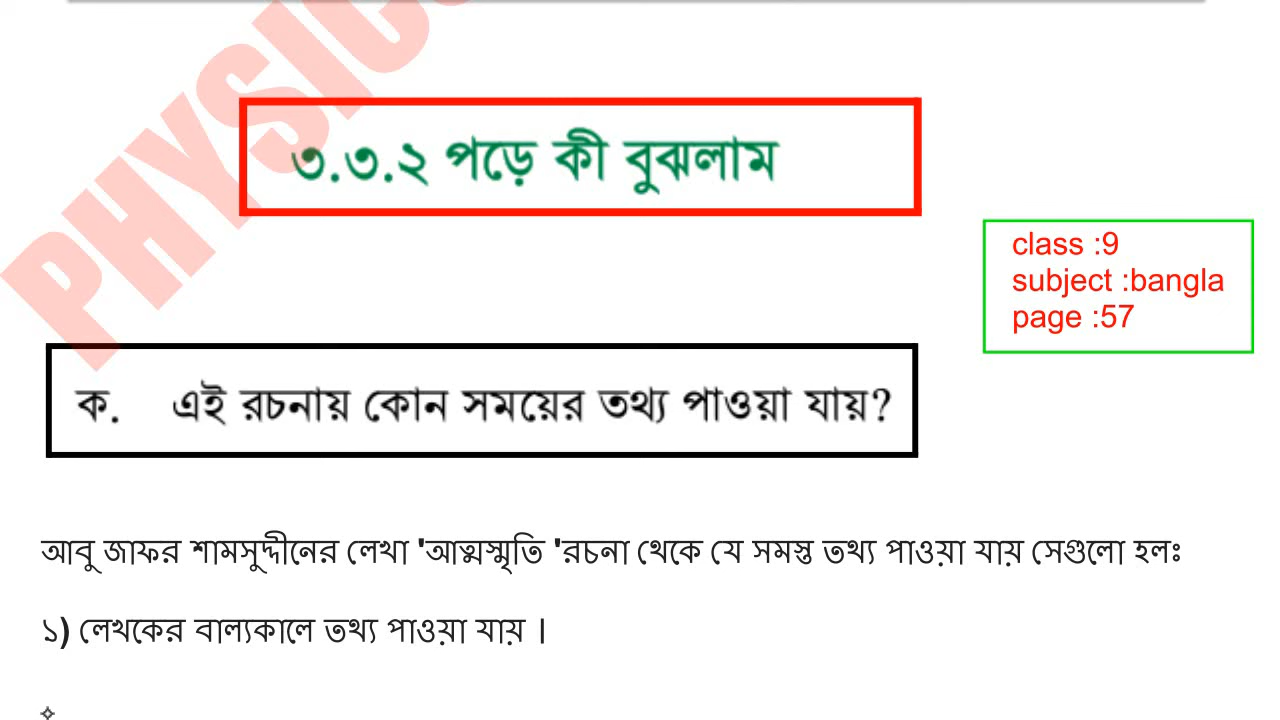 PHYSICS
৩.৩.২ পড়ে কী বুঝলাম
class :9
subject :bangla
page :57
ক. এই রচনায় কোন সময়ের তথ্য পাওয়া যায়?
আবু জাফর শামসুদ্দীনের লেখা 'আত্মস্মৃতি 'রচনা থেকে যে সমস্ত তথ্য পাওয়া যায় সেগুলো হলঃ
১) লেখকের বাল্যকালে তথ্য পাওয়া যায় ।